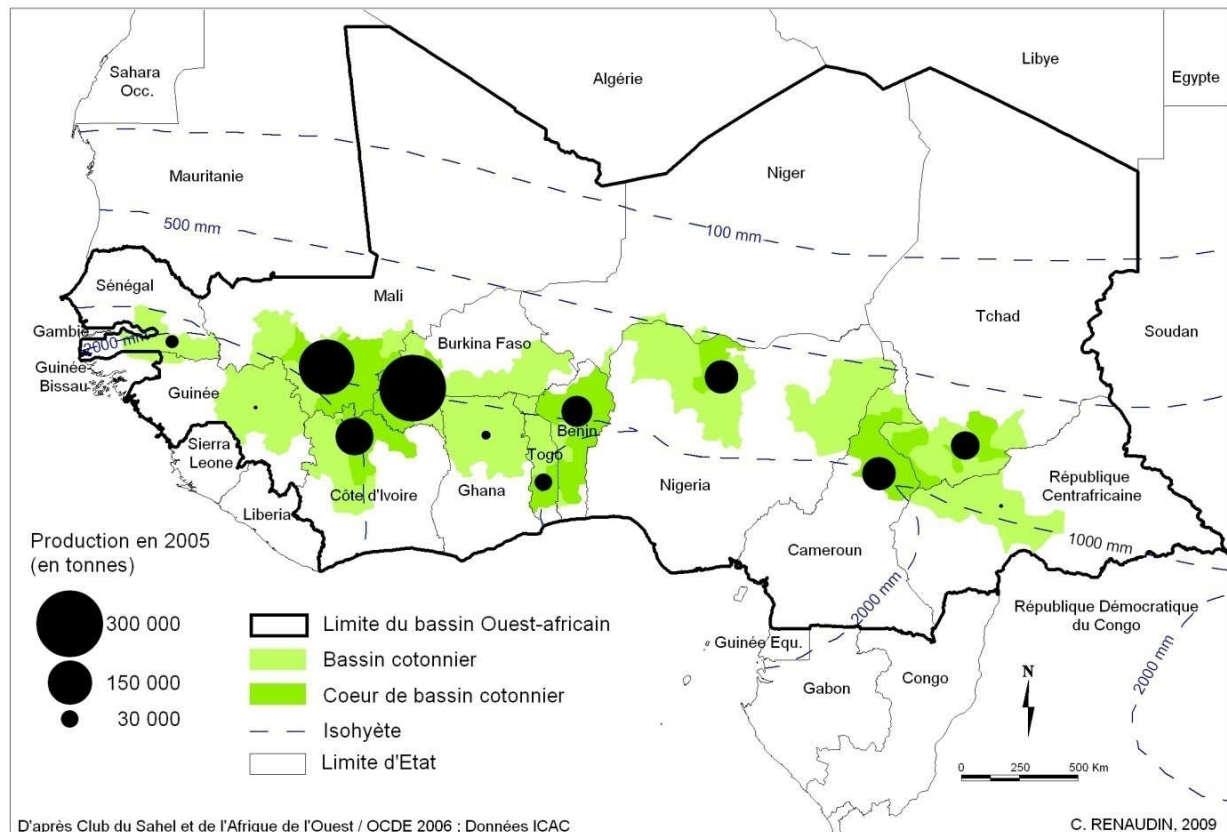 Sahara
Occ.
Algérie
Libye
Egypte
Mauritanie
Niger
500 mm
100 mm
Sénégal
Mali
Tchad
Soudan
Gambie
2000 mm
Burkina Faso
Guinée
Bissau
Guinée
Bénin
Togo
Sierra
Leone
Côte d'Ivoire
Ghana
Nigeria
République
Centrafricaine
Liberia
1000 mm
Cameroun
2000 mm
République Démocratique
du Congo
Guinée Equ.
Gabon
Congo
2000 mm
Production en 2005
(en tonnes)
300 000
150 000
30 000
Limite du bassin Ouest-africain
Bassin cotonnier
Coeur de bassin cotonnier
Isohyète
Limite d'Etat
N
0 250 500 Km
D'après Club du Sahel et de l'Afrique de l'Ouest / OCDE 2006 ; Données ICAC
C. RENAUDIN, 2009